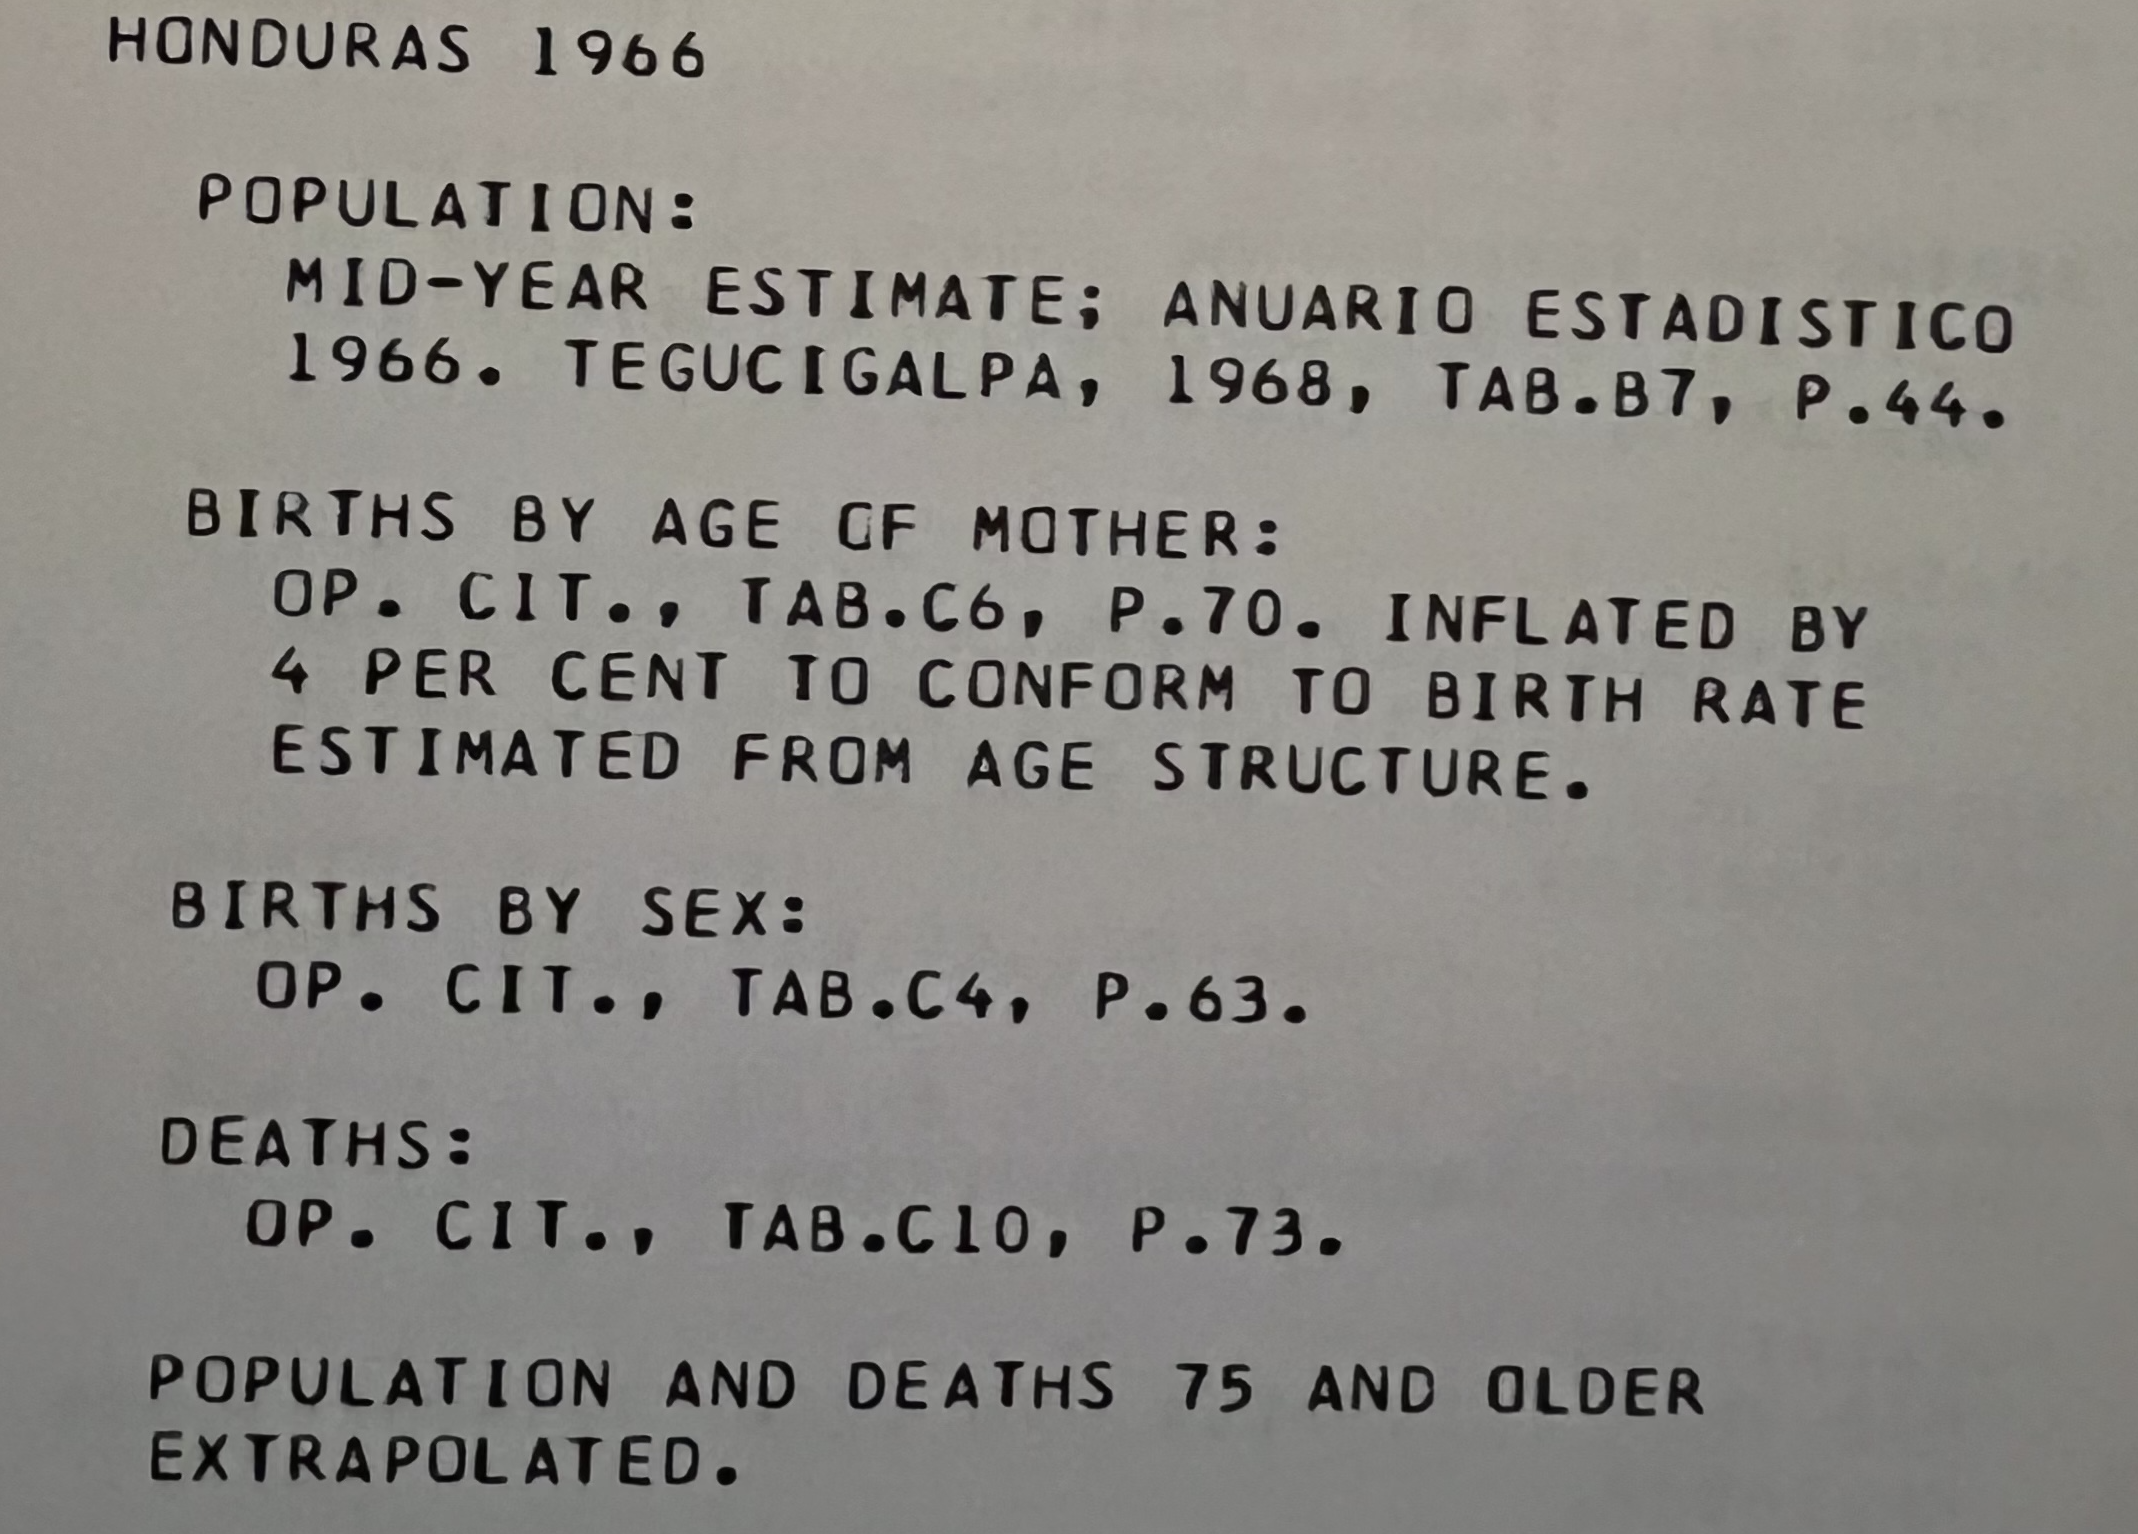 HONDURAS 1966
POPULATION:
MID-YEAR ESTIMATE; ANUARIO ESTADISTICO
1966. TEGUCIGALPA, 1968, TAB.B7, P.44.
BIRTHS BY AGE OF MOTHER:
OP. CIT., TAB.C6, P.70. INFLATED BY
4 PER CENT TO CONFORM TO BIRTH RATE
ESTIMATED FROM AGE STRUCTURE.
BIRTHS BY SEX:
OP. CIT., TAB.C4, P.63.
DEATHS:
OP. CIT., TAB.C10, P.73.
POPULATION AND DEATHS 75 AND OLDER
EXTRAPOLATED.